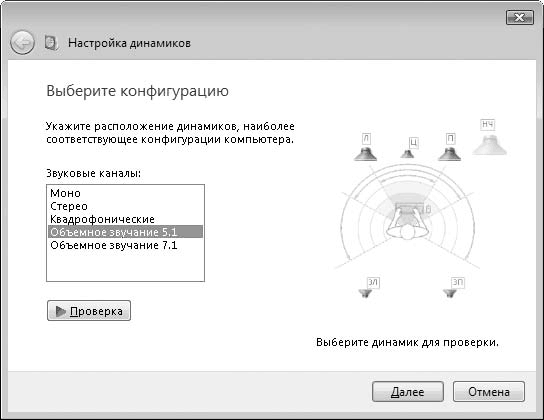 Настройка динамиков
Выберите конфигурацию
Укажите расположение динамиков, наиболее
соответствующее конфигурации компьютера.
Звуковые каналы:
Моно
Стерео
Квадрофонические
Объемное звучание 5.1
Объемное звучание 7.1
Проверка
Л
Ц
П
НЧ
ЗЛ
ЗП
Выберите динамик для проверки.
Далее
Отмена